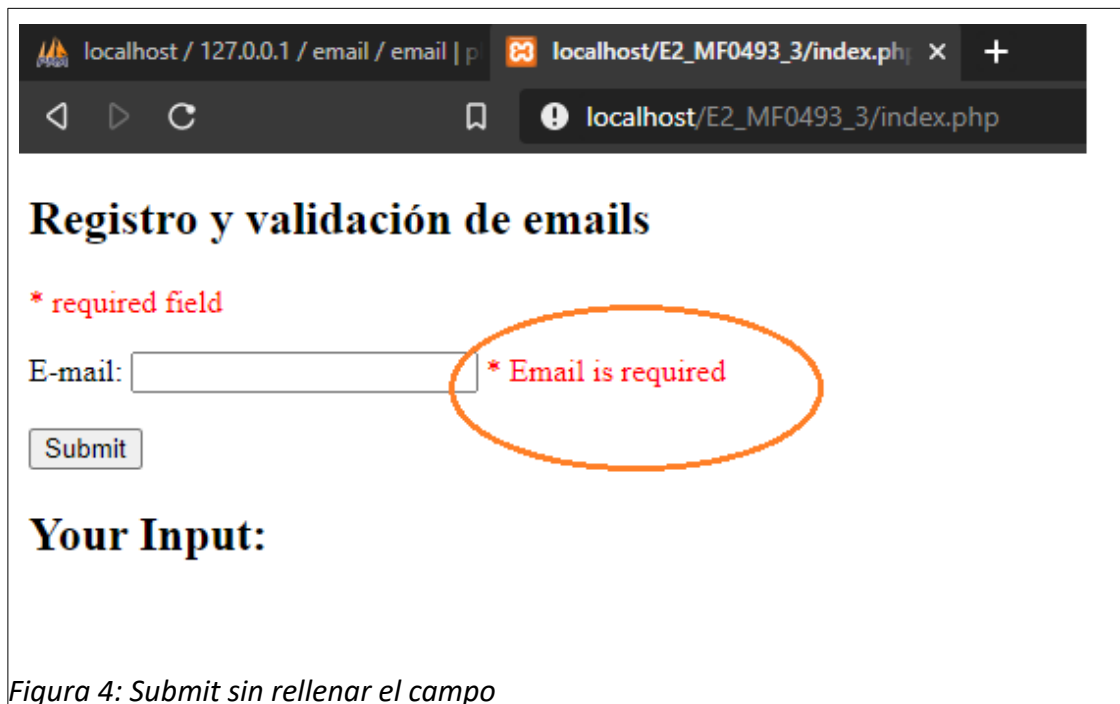 localhost / 127.0.0.1 / email / email | p
localhost/E2_MF0493_3/index.ph
localhost/E2_MF0493_3/index.php
Registro y validación de emails
* required field
E-mail: * Email is required
Submit
Your Input:
Figura 4: Submit sin rellenar el campo